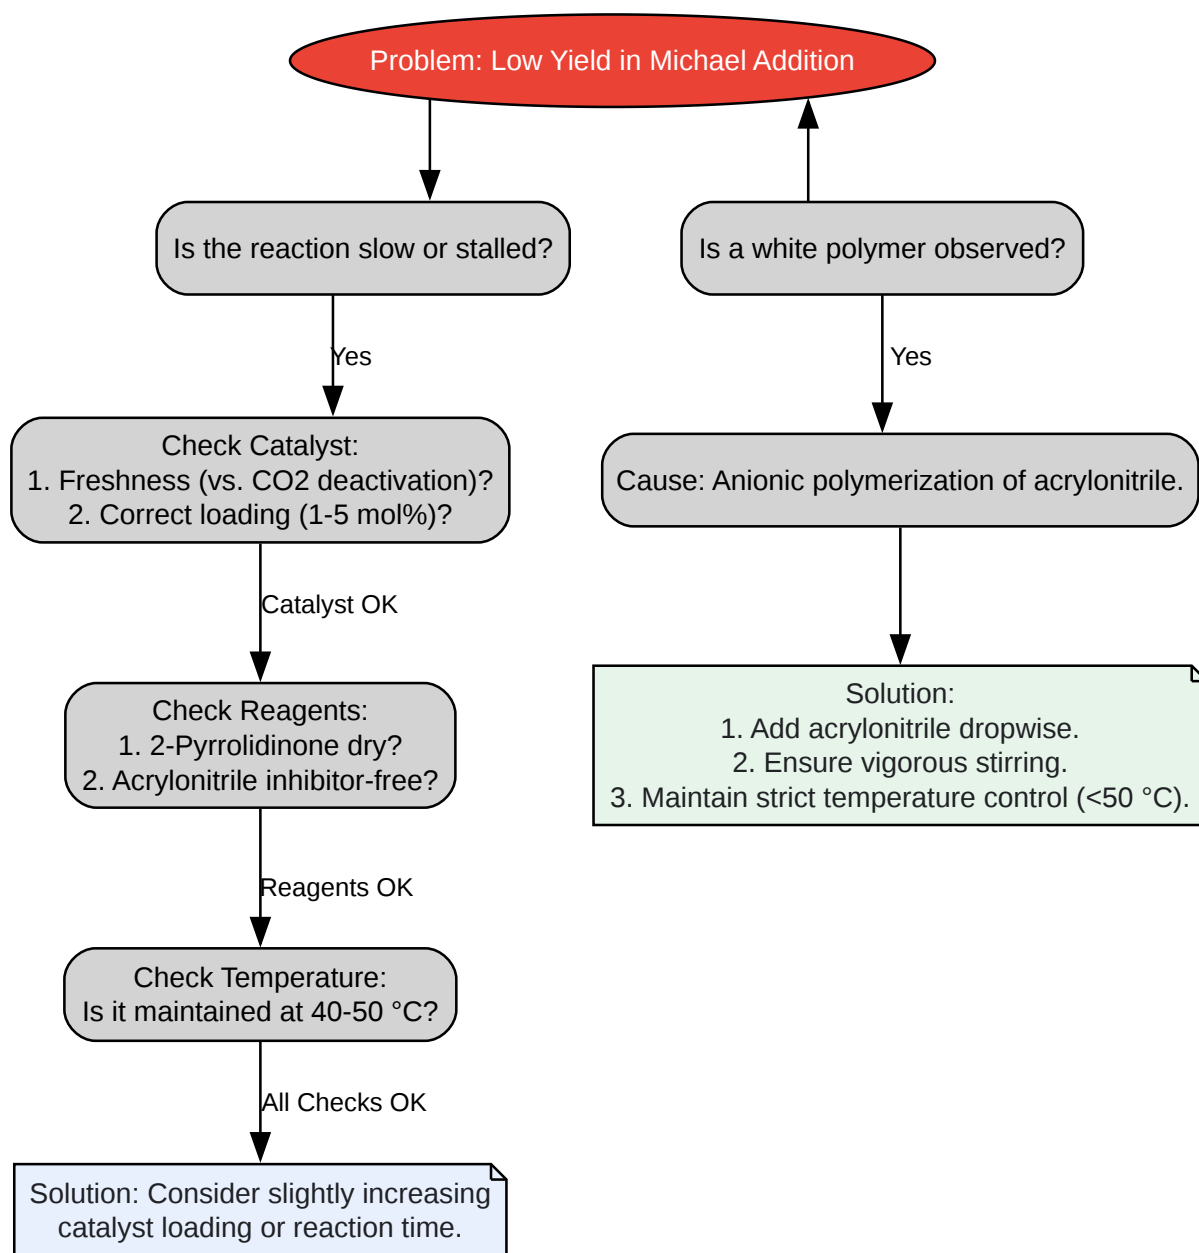 Problem: Low Yield in Michael Addition
Is the reaction slow or stalled?
Is a white polymer observed?
Yes
Yes
Check Catalyst:
1. Freshness (vs. CO2 deactivation)?
2. Correct loading (1-5 mol%)?
Cause: Anionic polymerization of acrylonitrile.
Catalyst OK
Check Reagents:
1. 2-Pyrrolidinone dry?
2. Acrylonitrile inhibitor-free?
Solution:
1. Add acrylonitrile dropwise.
2. Ensure vigorous stirring.
3. Maintain strict temperature control (<50 °C).
Reagents OK
Check Temperature:
Is it maintained at 40-50 °C?
All Checks OK
Solution: Consider slightly increasing
catalyst loading or reaction time.